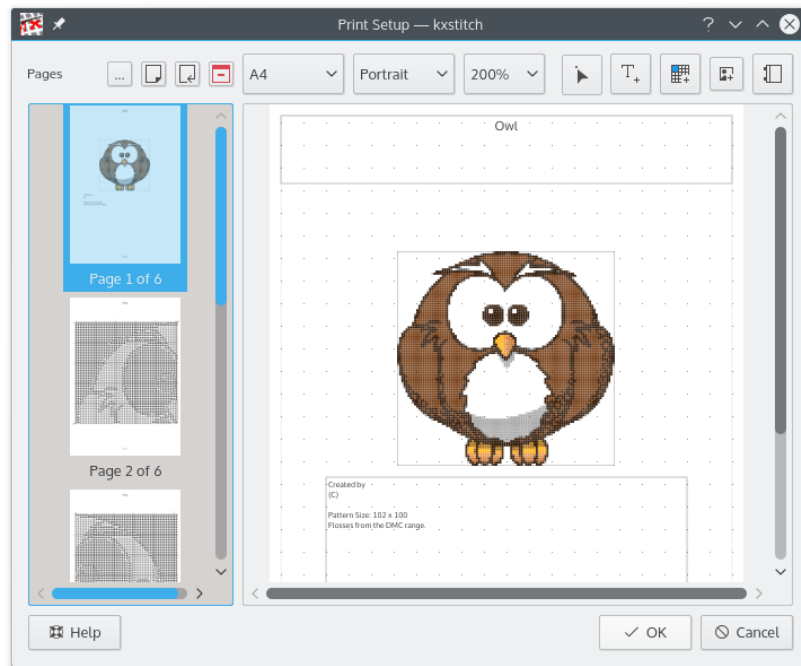 Print Setup — kxstitch
Pages
...
A4
Portrait
200%
Page 1 of 6
Page 2 of 6
Owl
Created by
(C)
Pattern Size: 102 x 100
Flosses from the DMC range.
Help
OK
Cancel